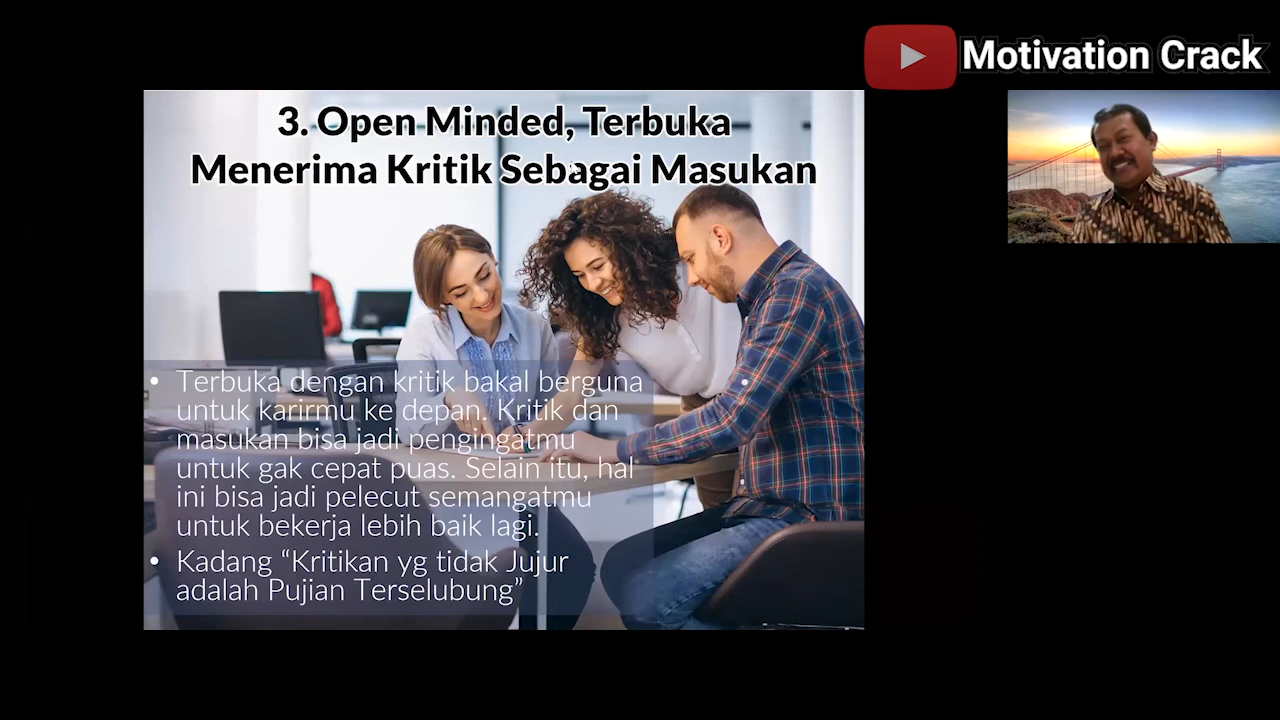 Motivation Crack
3. Open Minded, Terbuka
Menerima Kritik Sebagai Masukan
• Terbuka dengan kritik bakal berguna
untuk karirmu ke depan. Kritik dan
masukan bisa jadi pengingatmu
untuk gak cepat puas. Selain itu, hal
ini bisa jadi pelecut semangatmu
untuk bekerja lebih baik lagi.
• Kadang “Kritikan yg tidak Jujur
adalah Pujian Terselubung”